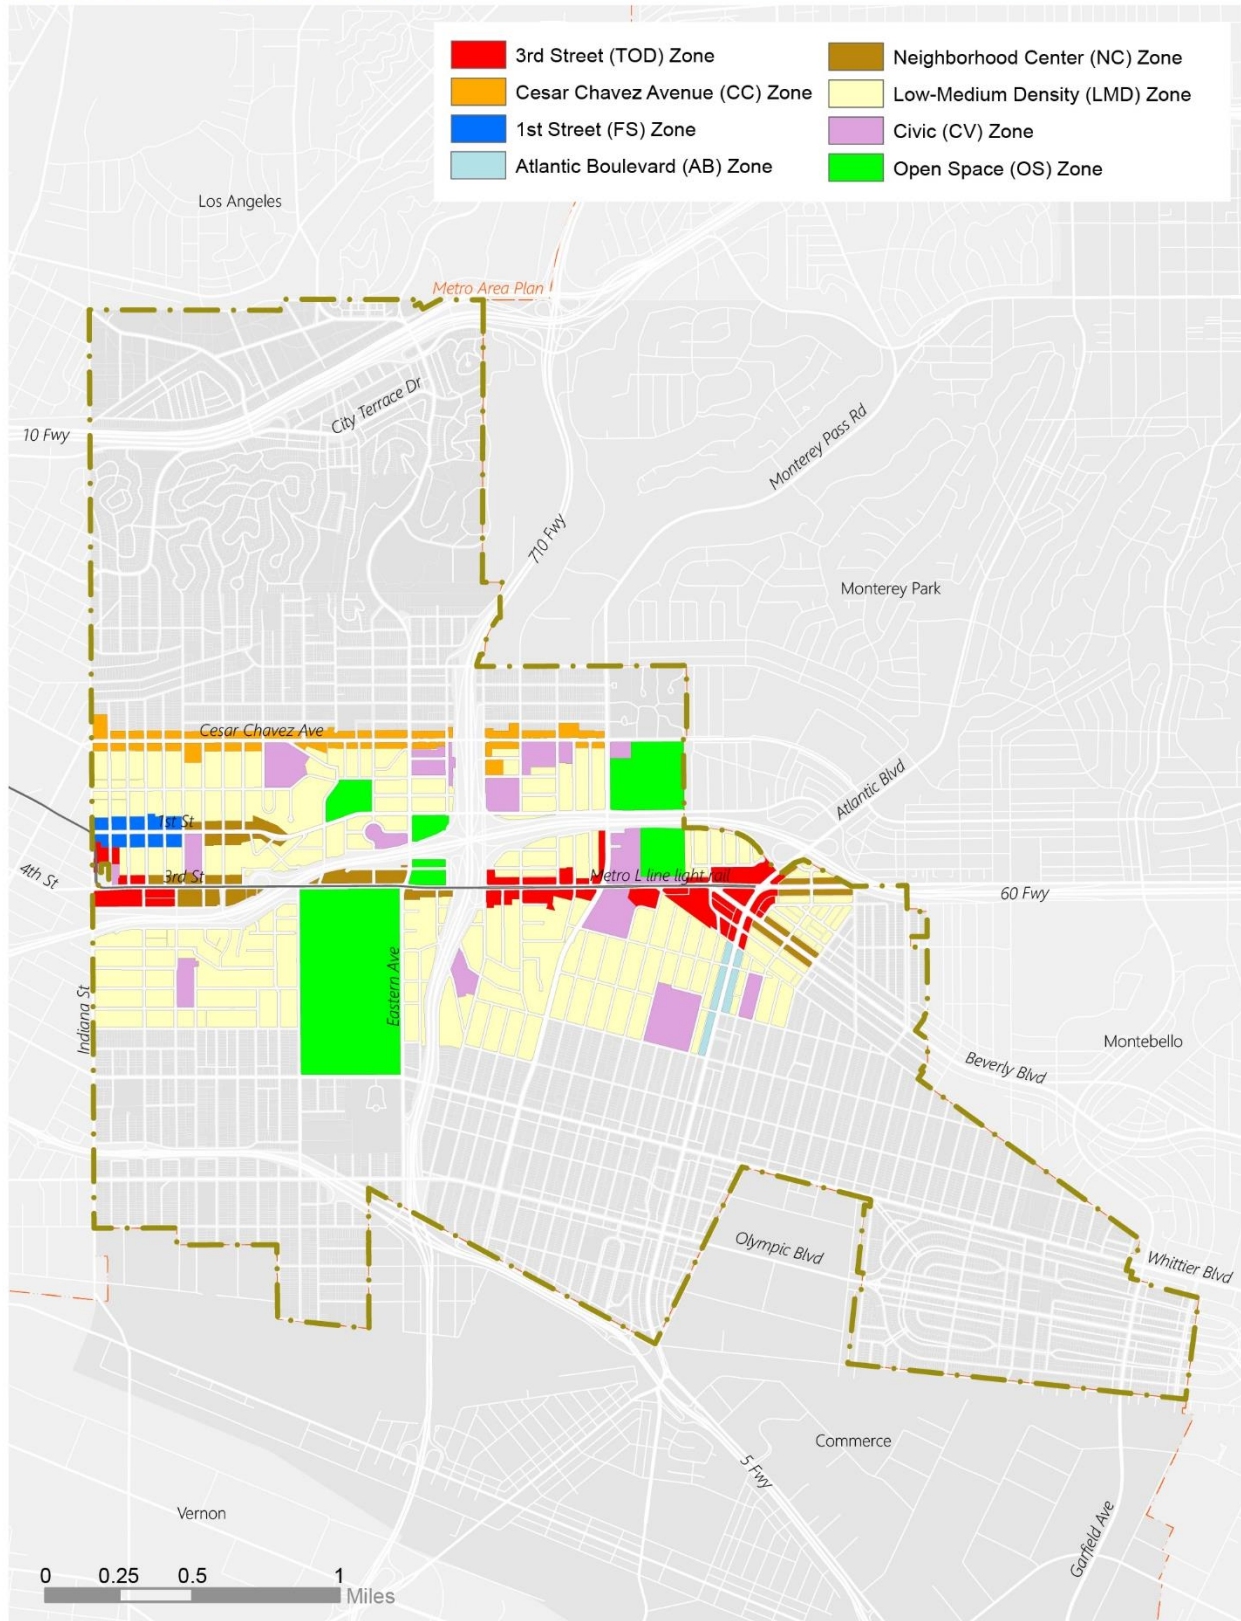 3rd Street (TOD) Zone
Cesar Chavez Avenue (CC) Zone
1st Street (FS) Zone
Atlantic Boulevard (AB) Zone
Neighborhood Center (NC) Zone
Low-Medium Density (LMD) Zone
Civic (CV) Zone
Open Space (OS) Zone
Los Angeles
Metro Area Plan
City Terrace Dr
10 Fwy
Monterey Pass Rd
710 Fwy
Monterey Park
Cesar Chavez Ave
Atlantic Blvd
1st St
4th St
3rd St
Metro L line light rail
60 Fwy
Eastern Ave
Indiana St
Montebello
Beverly Blvd
Olympic Blvd
Whittier Blvd
Commerce
5 Fwy
Vernon
Garfield Ave
0 0.25 0.5 1
Miles